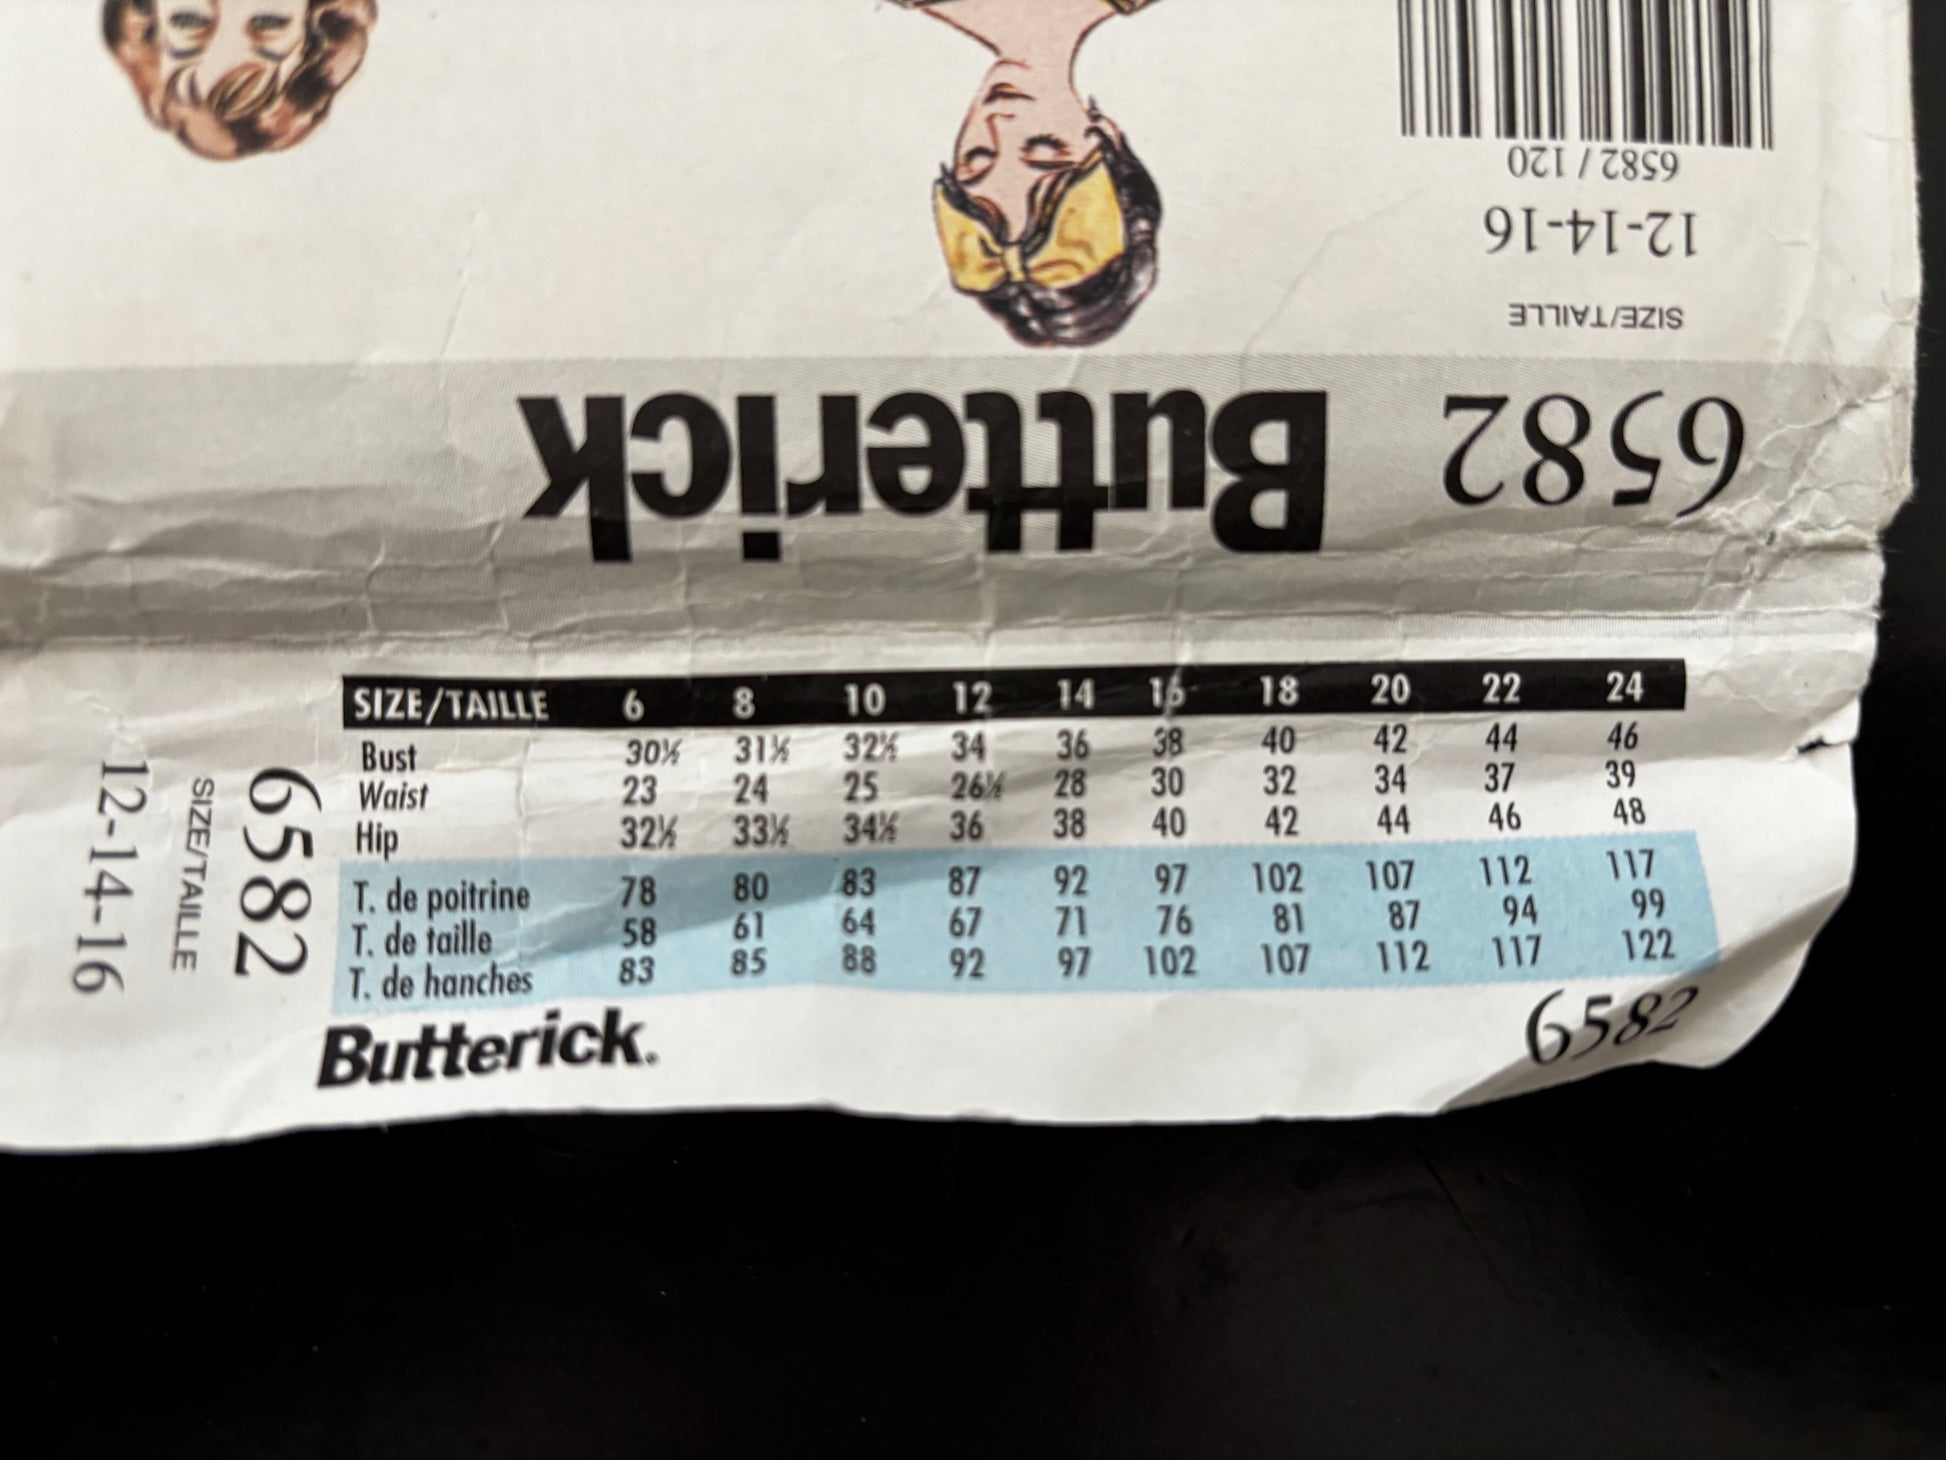 6582 / 120
12-14-16
SIZE/TAILLE
Butterick 6582
SIZE/TAILLE 6 8 10 12 14 16 18 20 22 24
Bust 30½ 31½ 32½ 34 36 38 40 42 44 46
Waist 23 24 25 26½ 28 30 32 34 37 39
Hip 32½ 33½ 34½ 36 38 40 42 44 46 48
T. de poitrine 78 80 83 87 92 97 102 107 112 117
T. de taille 58 61 64 67 71 76 81 87 94 99
T. de hanches 83 85 88 92 97 102 107 112 117 122
Butterick. 6582
6582
SIZE/TAILLE
12-14-16